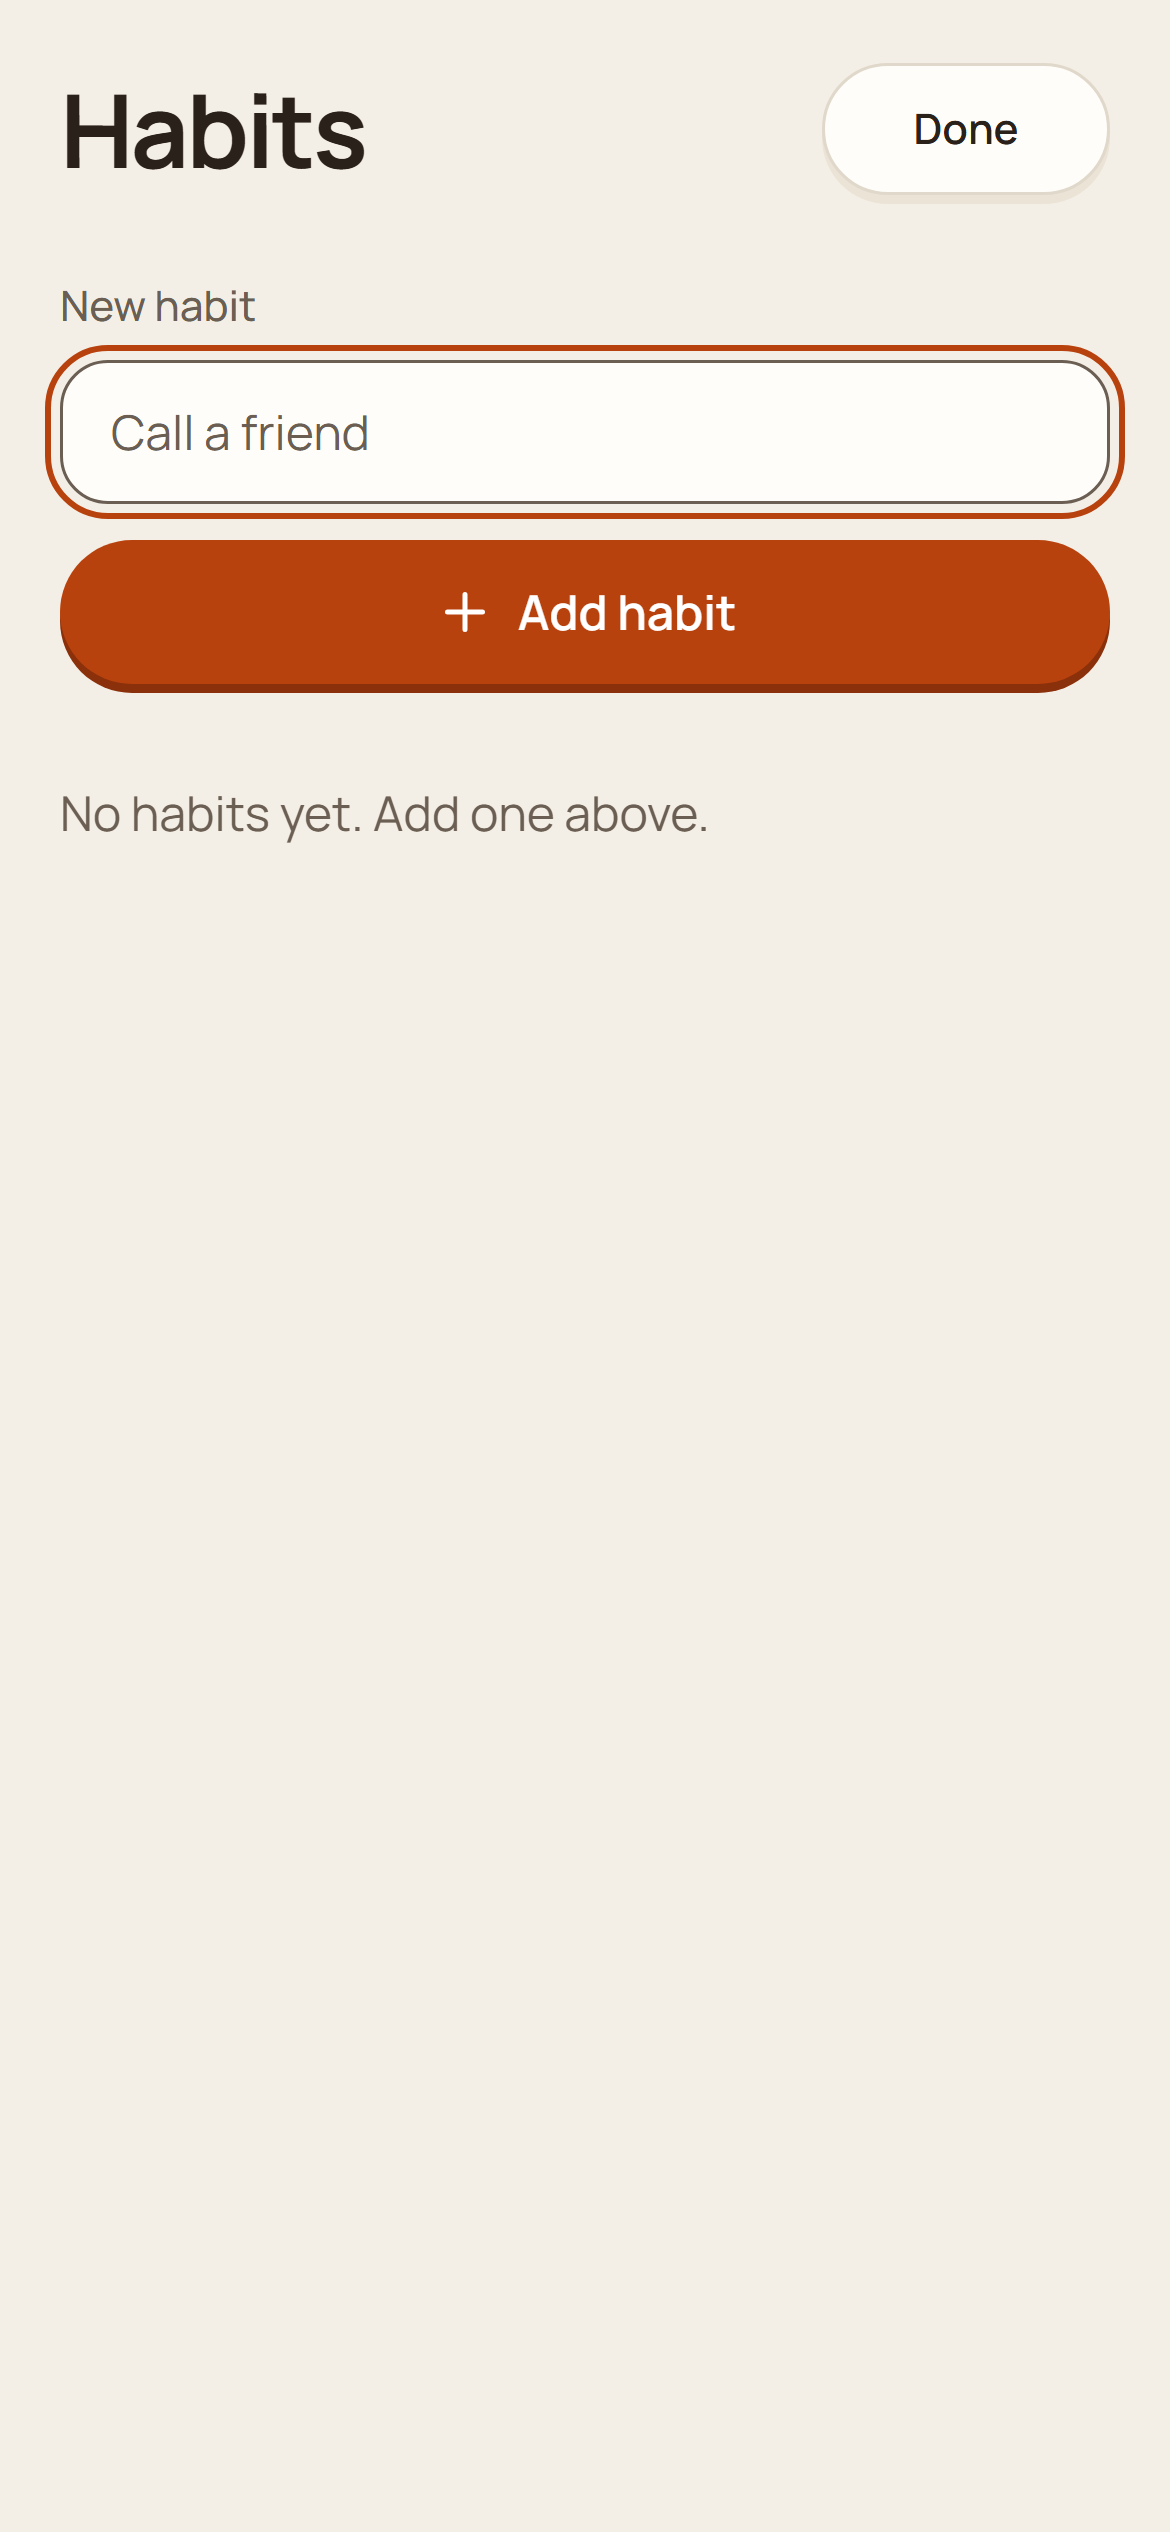 Habits
Done
New habit
Call a friend
Add habit
No habits yet. Add one above.